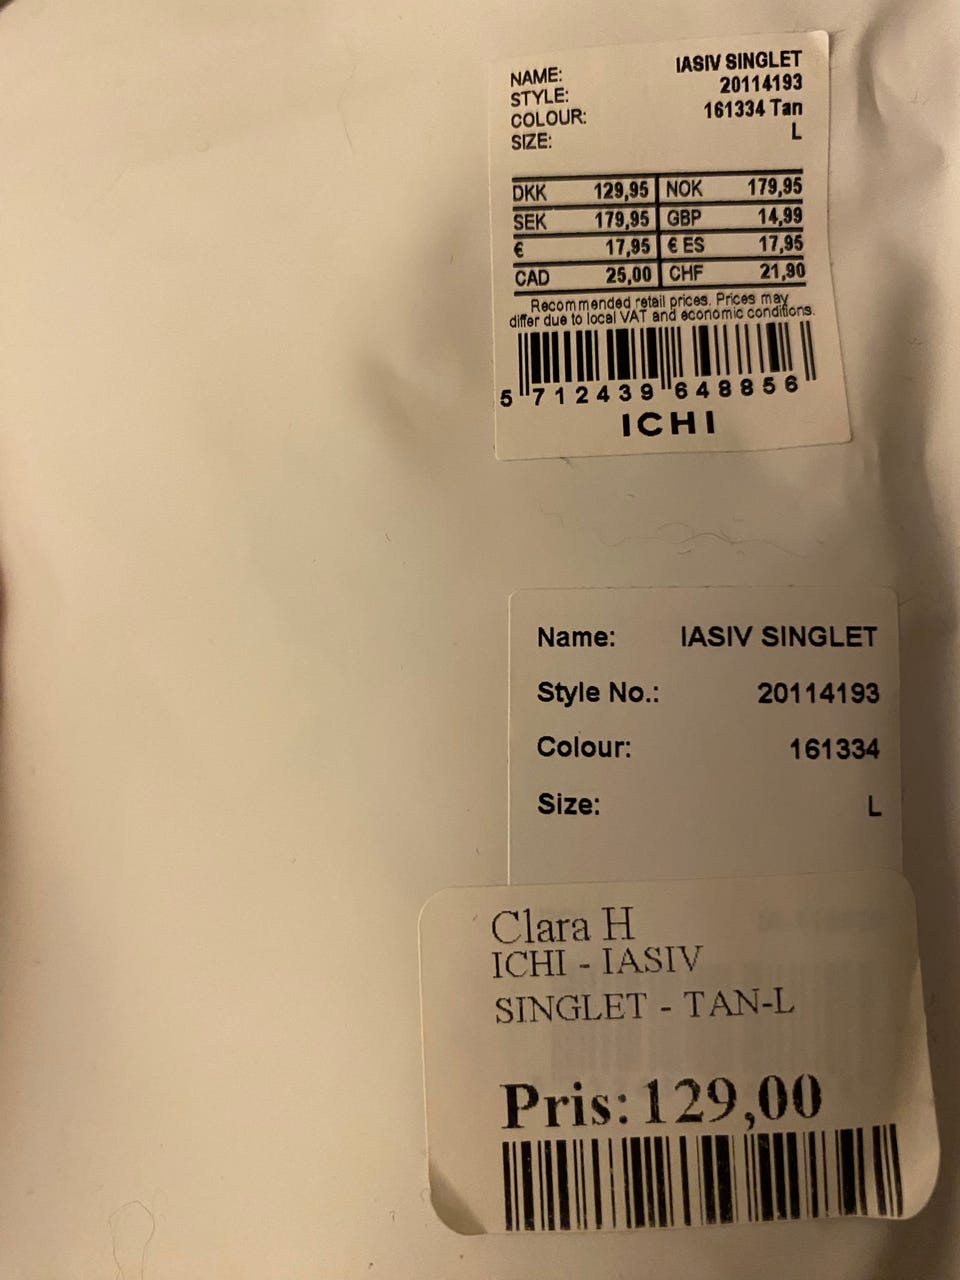 NAME: IASIV SINGLET
STYLE: 20114193
COLOUR: 161334 Tan
SIZE: L
DKK 129,95 NOK 179,95
SEK 179,95 GBP 14,99
€ 17,95 € ES 17,95
CAD 25,00 CHF 21,90
Recommended retail prices. Prices may
differ due to local VAT and economic conditions.
5 712439 648856
ICHI
Name: IASIV SINGLET
Style No.: 20114193
Colour: 161334
Size: L
Clara H
ICHI - IASIV
SINGLET - TAN-L
Pris: 129,00